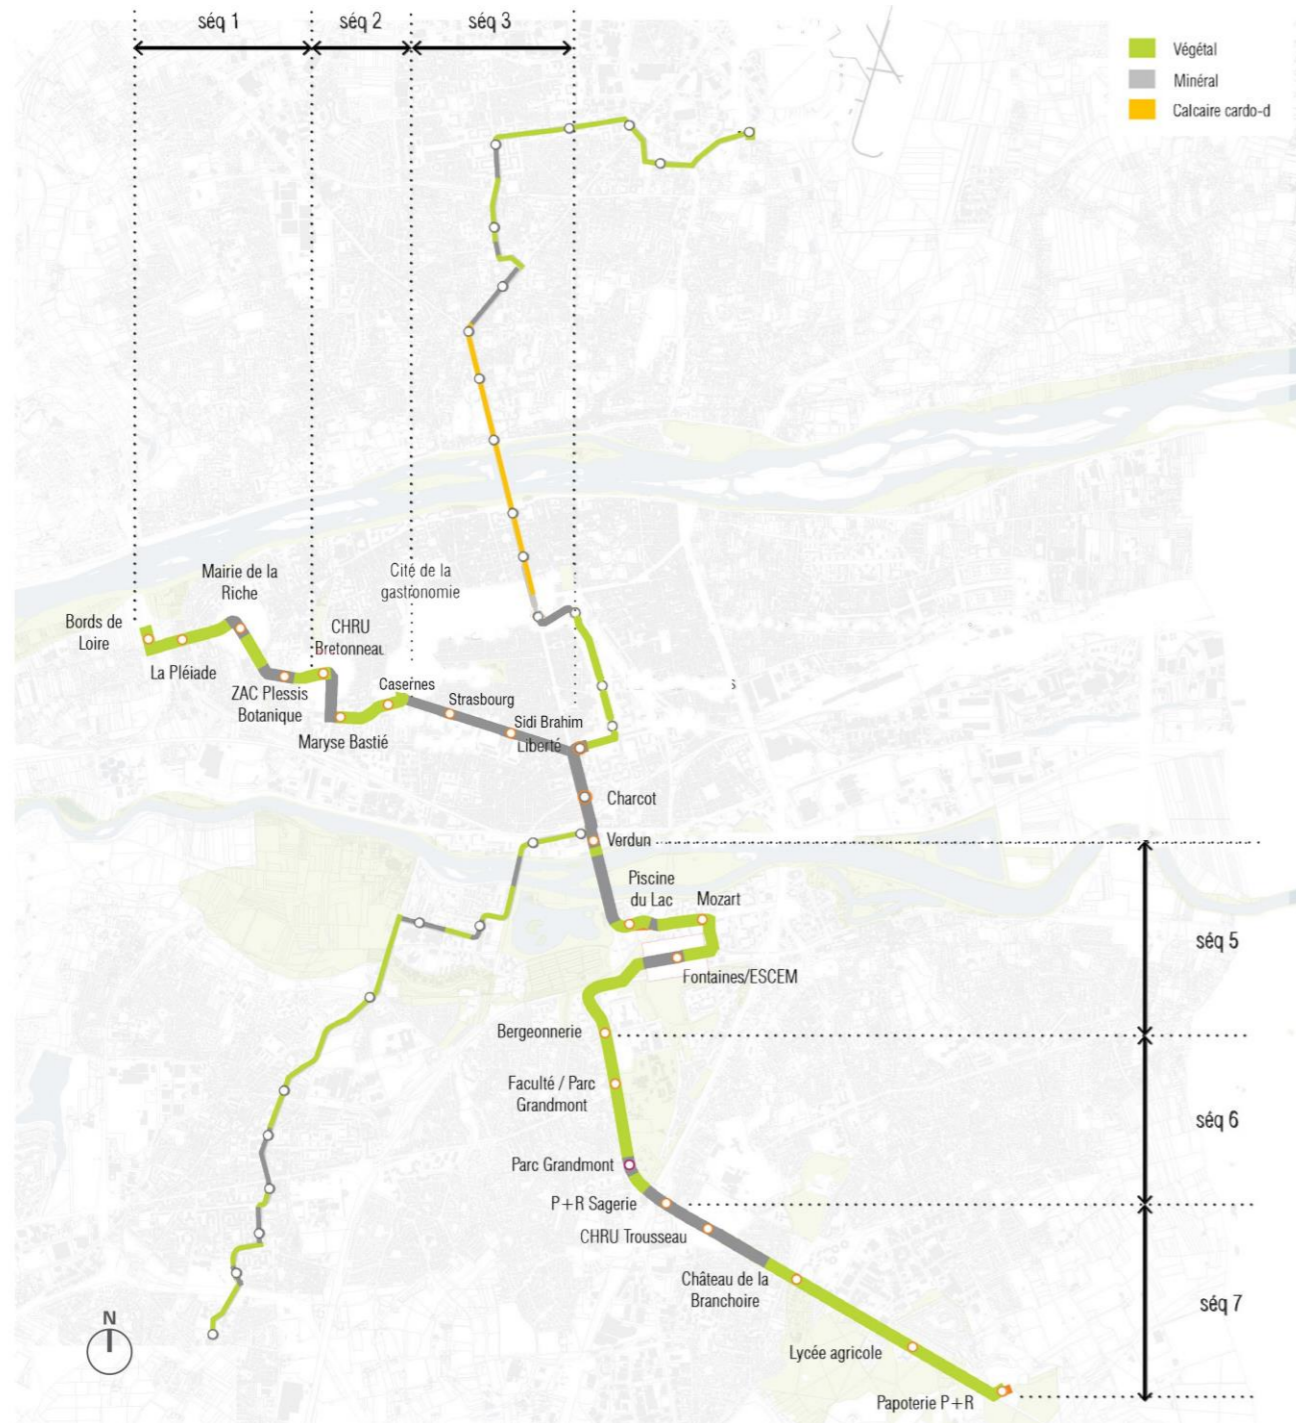 séq 1
séq 2
séq 3
Végétal
Minéral
Calcaire cardo-d
Mairie de la
Riche
Cité de la
gastronomie
Bords de
Loire
CHRU
Bretonneau
La Pléiade
ZAC Plessis
Botanique
Casernes
Strasbourg
Maryse Bastié
Sidi Brahim
Liberté
s
Charcot
Verdun
Piscine
du Lac
Mozart
séq 5
Fontaines/ESCEM
Bergeonnerie
Faculté / Parc
Grandmont
séq 6
Parc Grandmont
P+R Sagerie
CHRU Trousseau
Château de la
Branchoire
séq 7
N
Lycée agricole
Papoterie P+R